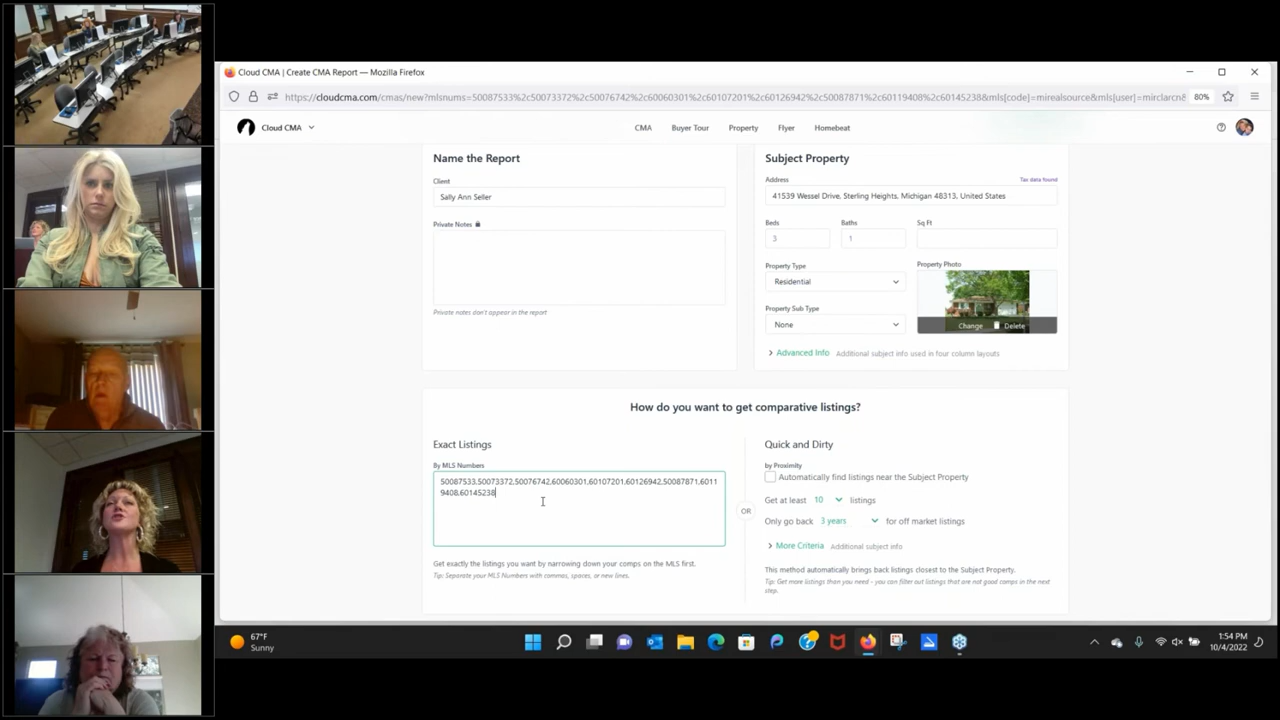 Cloud CMA | Create CMA Report — Mozilla Firefox
https://cloudcma.com/cmas/new?mlsnums=50087533%2c50073372%2c50076742%2c60060301%2c60107201%2c60126942%2c50087871%2c60119408%2c60145238&mls[code]=mirealsource&mls[user]=mirclarcn&
80%
Cloud CMA
CMA Buyer Tour Property Flyer Homebeat
Name the Report
Client
Sally Ann Seller
Private Notes
Private notes don't appear in the report
Subject Property
Address
Tax data found
41539 Wessel Drive, Sterling Heights, Michigan 48313, United States
Beds Baths Sq Ft
3 1
Property Type
Residential
Property Photo
Change Delete
Property Sub Type
None
Advanced Info Additional subject info used in four column layouts
How do you want to get comparative listings?
Exact Listings
By MLS Numbers
50087533,50073372,50076742,60060301,60107201,60126942,50087871,6011
9408,60145238
Get exactly the listings you want by narrowing down your comps on the MLS first.
Tip: Separate your MLS Numbers with commas, spaces, or new lines.
OR
Quick and Dirty
by Proximity
Automatically find listings near the Subject Property
Get at least 10 listings
Only go back 3 years for off market listings
More Criteria Additional subject info
This method automatically brings back listings closest to the Subject Property.
Tip: Get more listings than you need - you can filter out listings that are not good comps in the next
step.
67°F
Sunny
1:54 PM
10/4/2022